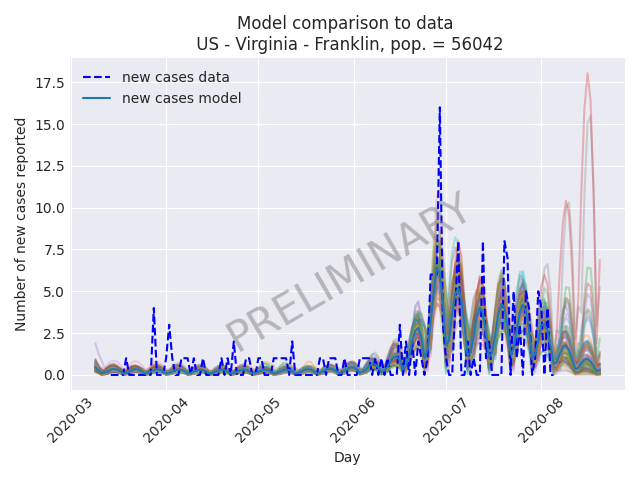 Model comparison to data
US - Virginia - Franklin, pop. = 56042
new cases data
new cases model
17.5
15.0
12.5
10.0
7.5
5.0
2.5
0.0
Number of new cases reported
PRELIMINARY
2020-03
2020-04
2020-05
2020-06
2020-07
2020-08
Day